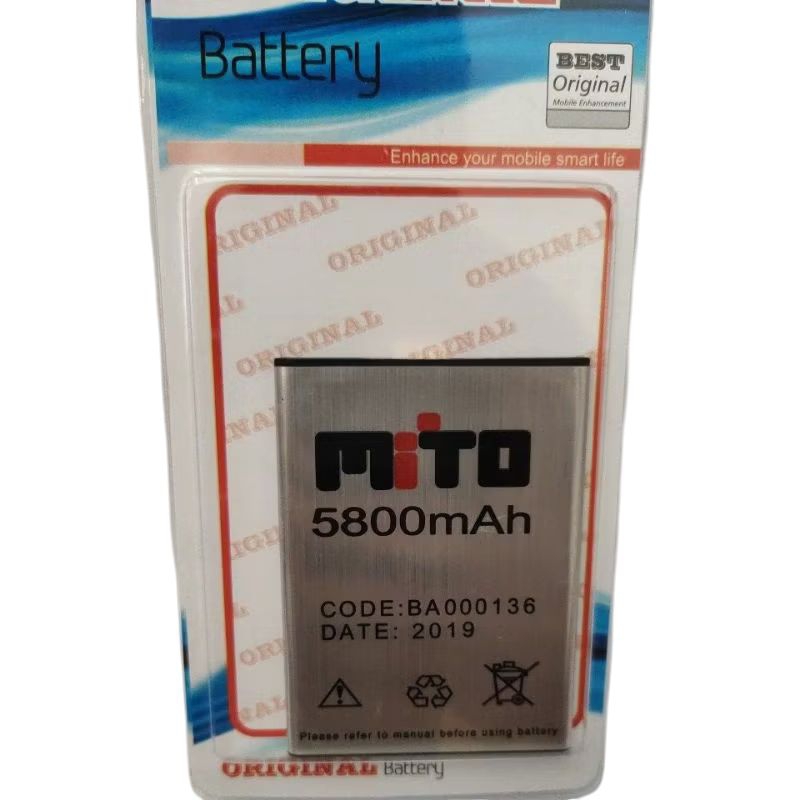 Battery
BEST
Original
Mobile Enhancement
`Enhance your mobile smart life
ORIGINAL
ORIGINAL
ORIGINAL
ORIGINAL
ORIGINAL
MiTO
5800mAh
CODE:BA000136
DATE: 2019
Please refer to manual before using battery
ORIGINAL Battery